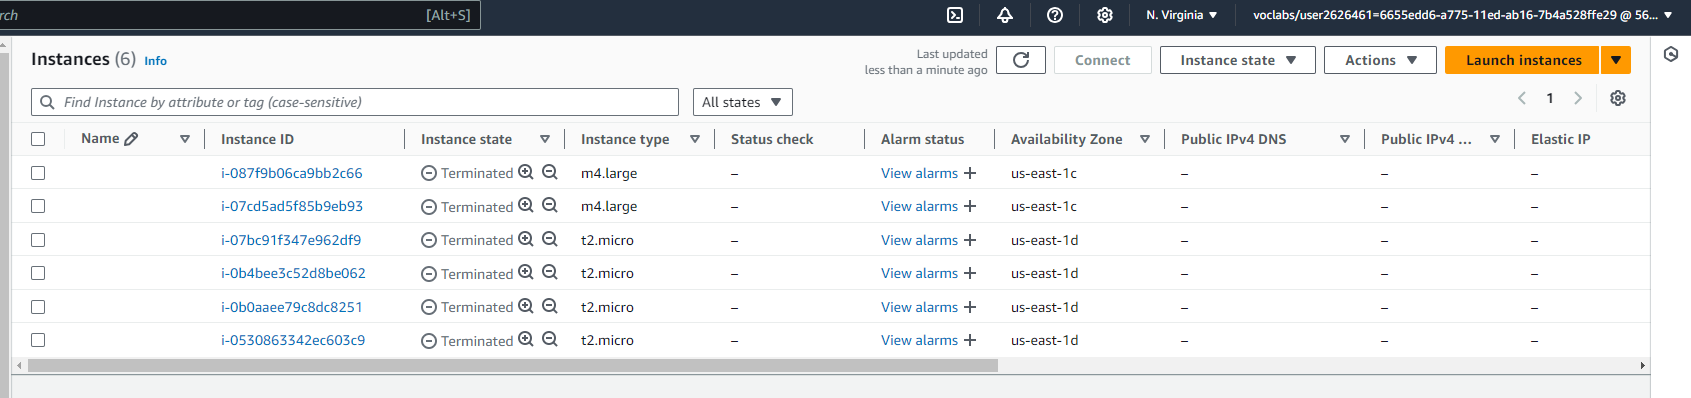 rch [Alt+S] N. Virginia voclabs/user2626461=6655edd6-a775-11ed-ab16-7b4a528ffe29 @ 56...
Instances (6) Info Last updated less than a minute ago Connect Instance state Actions Launch instances
Find Instance by attribute or tag (case-sensitive) All states 1
Name Instance ID Instance state Instance type Status check Alarm status Availability Zone Public IPv4 DNS Public IPv4 ... Elastic IP
i-087f9b06ca9bb2c66 Terminated m4.large – View alarms + us-east-1c – – –
i-07cd5ad5f85b9eb93 Terminated m4.large – View alarms + us-east-1c – – –
i-07bc91f347e962df9 Terminated t2.micro – View alarms + us-east-1d – – –
i-0b4bee3c52d8be062 Terminated t2.micro – View alarms + us-east-1d – – –
i-0b0aaee79c8dc8251 Terminated t2.micro – View alarms + us-east-1d – – –
i-0530863342ec603c9 Terminated t2.micro – View alarms + us-east-1d – – –